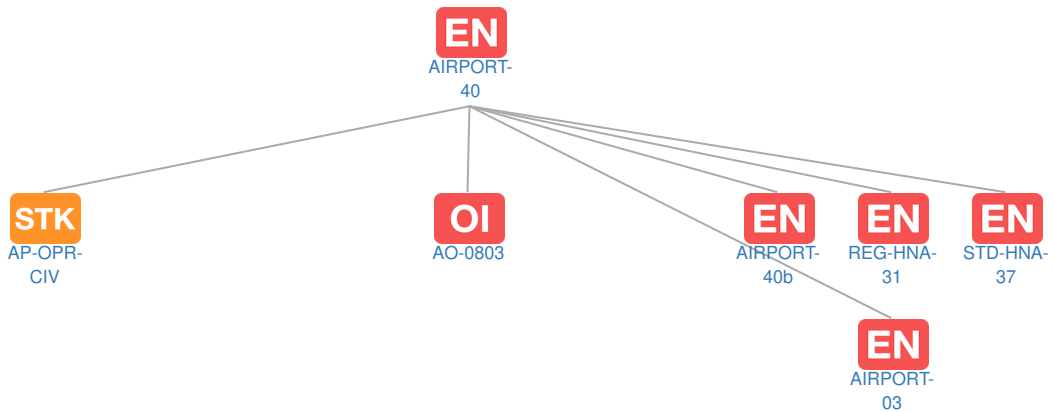 EN
AIRPORT-
40
STK
AP-OPR-
CIV
OI
AO-0803
EN
AIRPORT-
40b
EN
REG-HNA-
31
EN
STD-HNA-
37
EN
AIRPORT-
03